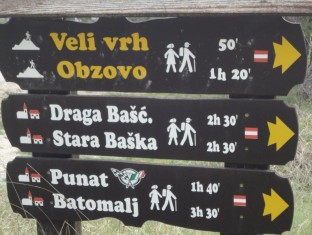 Veli vrh 50'
Obzovo 1h 20'
Draga Bašć. 2h 30'
Stara Baška 2h 30'
Punat 1h 40'
Batomalj 3h 30'